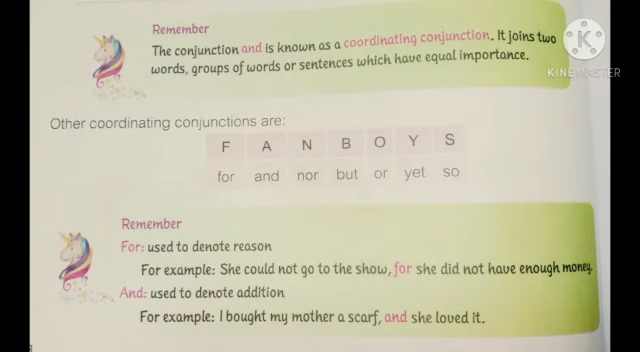 Remember
The conjunction and is known as a coordinating conjunction. It joins two
words, groups of words or sentences which have equal importance.
KINEMASTER
Other coordinating conjunctions are:
F A N B O Y S
for and nor but or yet so
Remember
For: used to denote reason
For example: She could not go to the show, for she did not have enough money.
And: used to denote addition
For example: I bought my mother a scarf, and she loved it.